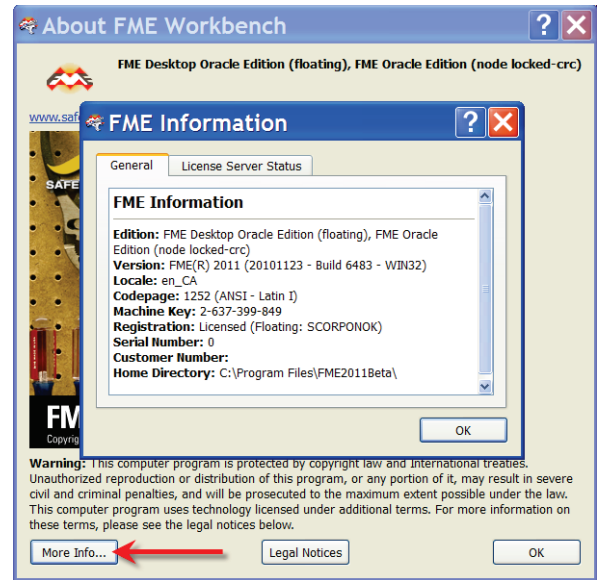 About FME Workbench
FME Desktop Oracle Edition (floating), FME Oracle Edition (node locked-crc)
www.saf
FME Information
General
License Server Status
SAFE
FME Information
Edition: FME Desktop Oracle Edition (floating), FME Oracle
Edition (node locked-crc)
Version: FME(R) 2011 (20101123 - Build 6483 - WIN32)
Locale: en_CA
Codepage: 1252 (ANSI - Latin I)
Machine Key: 2-637-399-849
Registration: Licensed (Floating: SCORPONOK)
Serial Number: 0
Customer Number:
Home Directory: C:\Program Files\FME2011Beta\
OK
FM
Copyrig
Warning: This computer program is protected by copyright law and International treaties.
Unauthorized reproduction or distribution of this program, or any portion of it, may result in severe
civil and criminal penalties, and will be prosecuted to the maximum extent possible under the law.
This computer program uses technology licensed under additional terms. For more information on
these terms, please see the legal notices below.
More Info...
Legal Notices
OK